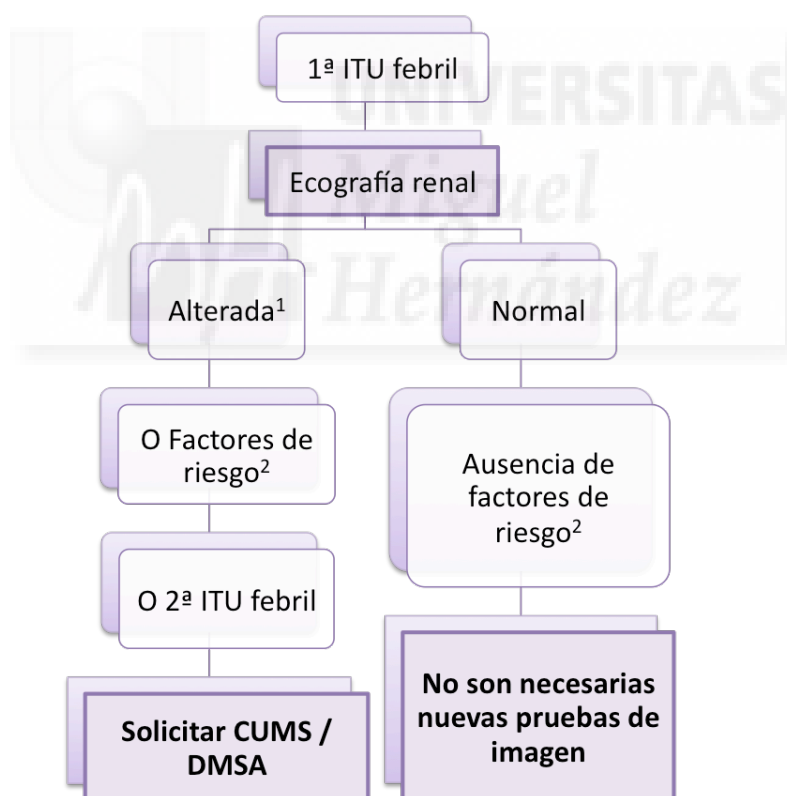 1ª ITU febril
UNIVERSITAS
Miguel
Hernández
Ecografía renal
Alterada¹
Normal
O Factores de
riesgo²
Ausencia de
factores de
riesgo²
O 2ª ITU febril
Solicitar CUMS /
DMSA
No son necesarias
nuevas pruebas de
imagen